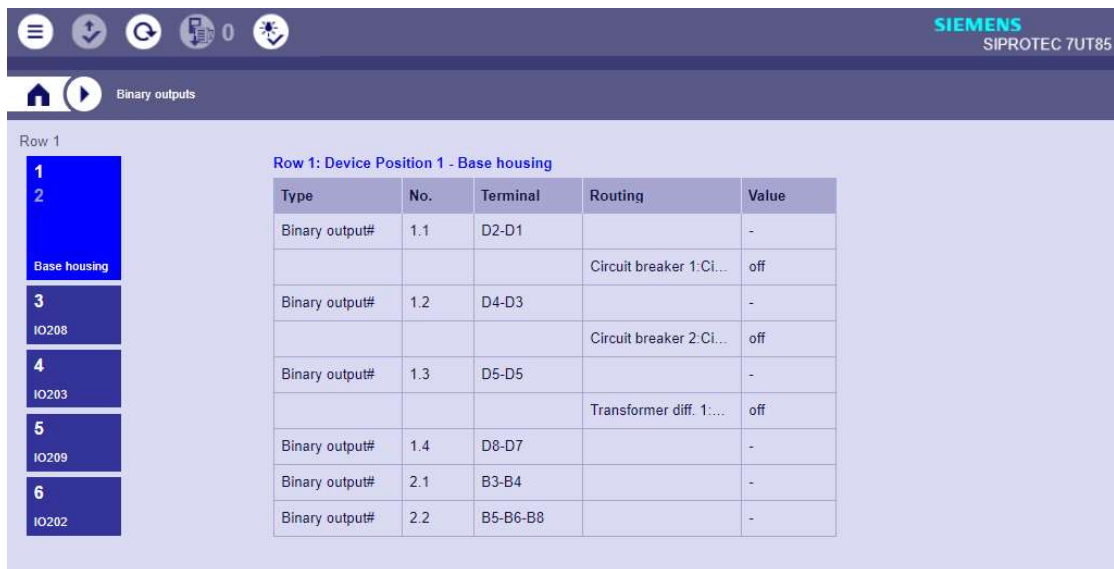 0
SIEMENS
SIPROTEC 7UT85
Binary outputs
Row 1
1
2
Base housing
3
IO208
4
IO203
5
IO209
6
IO202
Row 1: Device Position 1 - Base housing
Type No. Terminal Routing Value
Binary output# 1.1 D2-D1 -
Circuit breaker 1:Ci... off
Binary output# 1.2 D4-D3 -
Circuit breaker 2:Ci... off
Binary output# 1.3 D5-D5 -
Transformer diff. 1:... off
Binary output# 1.4 D8-D7 -
Binary output# 2.1 B3-B4 -
Binary output# 2.2 B5-B6-B8 -